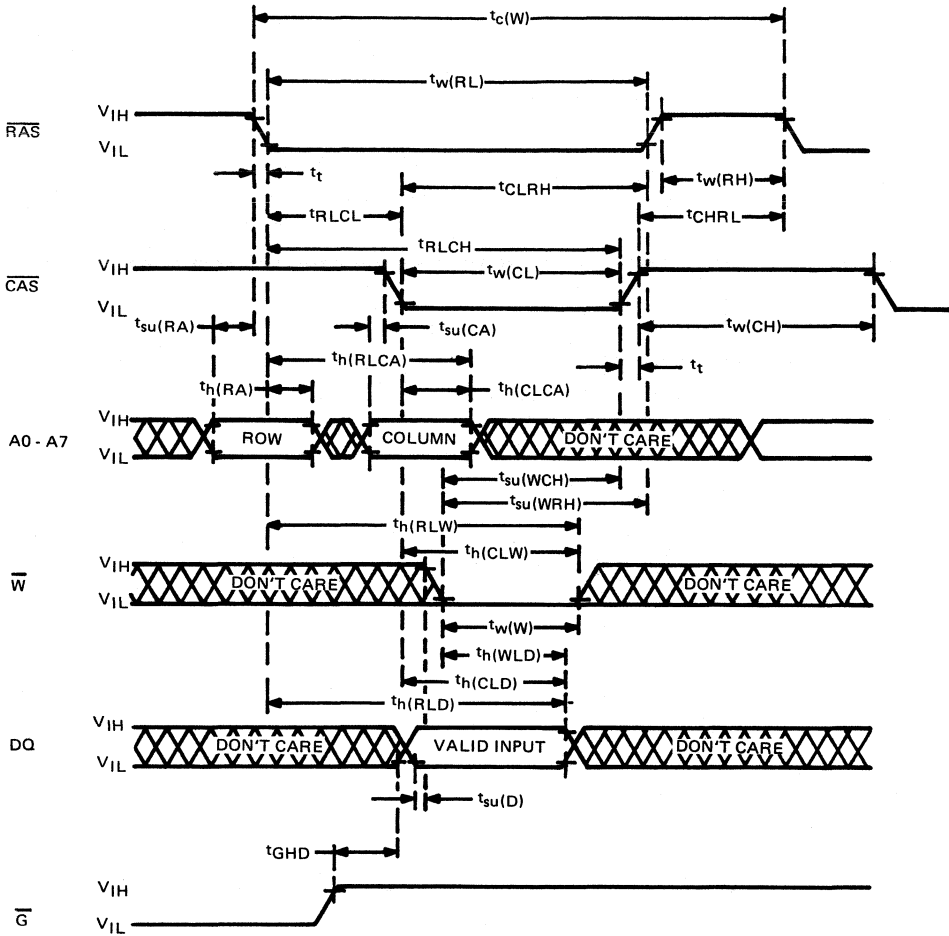 tc(W)
tw(RL)
RAS
VIH
VIL
tt
tCLRH
tw(RH)
tRLCL
tCHRL
tRLCH
CAS
VIH
VIL
tw(CL)
tsu(RA)
tsu(CA)
tw(CH)
th(RLCA)
tt
th(RA)
th(CLCA)
A0 - A7
VIH
VIL
ROW
COLUMN
DON'T CARE
tsu(WCH)
tsu(WRH)
th(RLW)
th(CLW)
W
VIH
VIL
DON'T CARE
DON'T CARE
tw(W)
th(WLD)
th(CLD)
th(RLD)
DQ
VIH
VIL
DON'T CARE
VALID INPUT
DON'T CARE
tsu(D)
tGHD
G
VIH
VIL